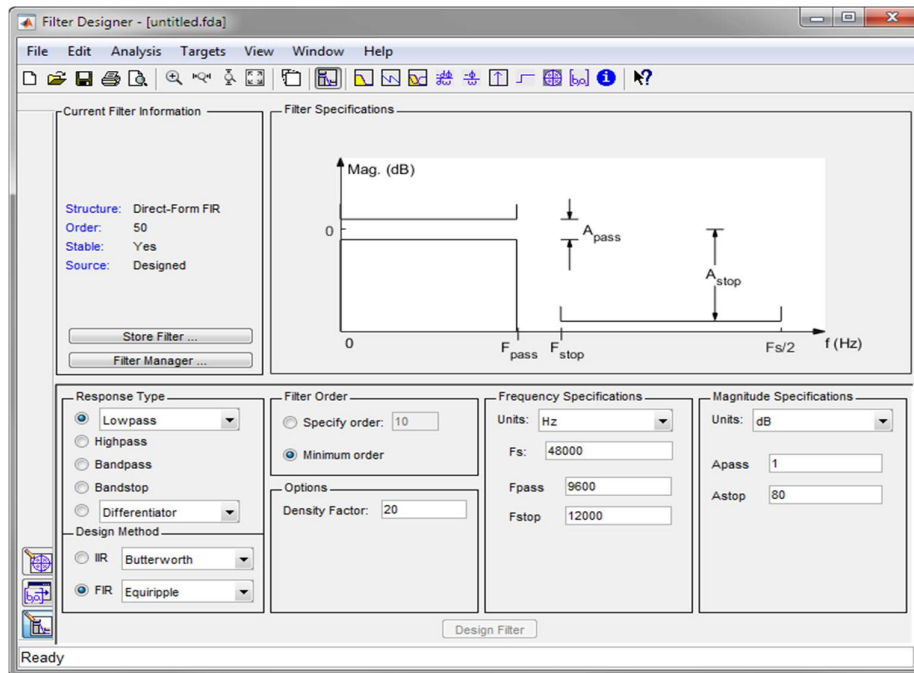 Filter Designer - [untitled.fda]
File Edit Analysis Targets View Window Help
Current Filter Information
Structure: Direct-Form FIR
Order: 50
Stable: Yes
Source: Designed
Store Filter ...
Filter Manager ...
Filter Specifications
Mag. (dB)
0
Apass
Astop
0
Fpass
Fstop
Fs/2
f (Hz)
Response Type
Lowpass
Highpass
Bandpass
Bandstop
Differentiator
Design Method
IIR Butterworth
FIR Equiripple
Filter Order
Specify order: 10
Minimum order
Options
Density Factor: 20
Frequency Specifications
Units: Hz
Fs: 48000
Fpass 9600
Fstop 12000
Magnitude Specifications
Units: dB
Apass 1
Astop 80
Design Filter
Ready